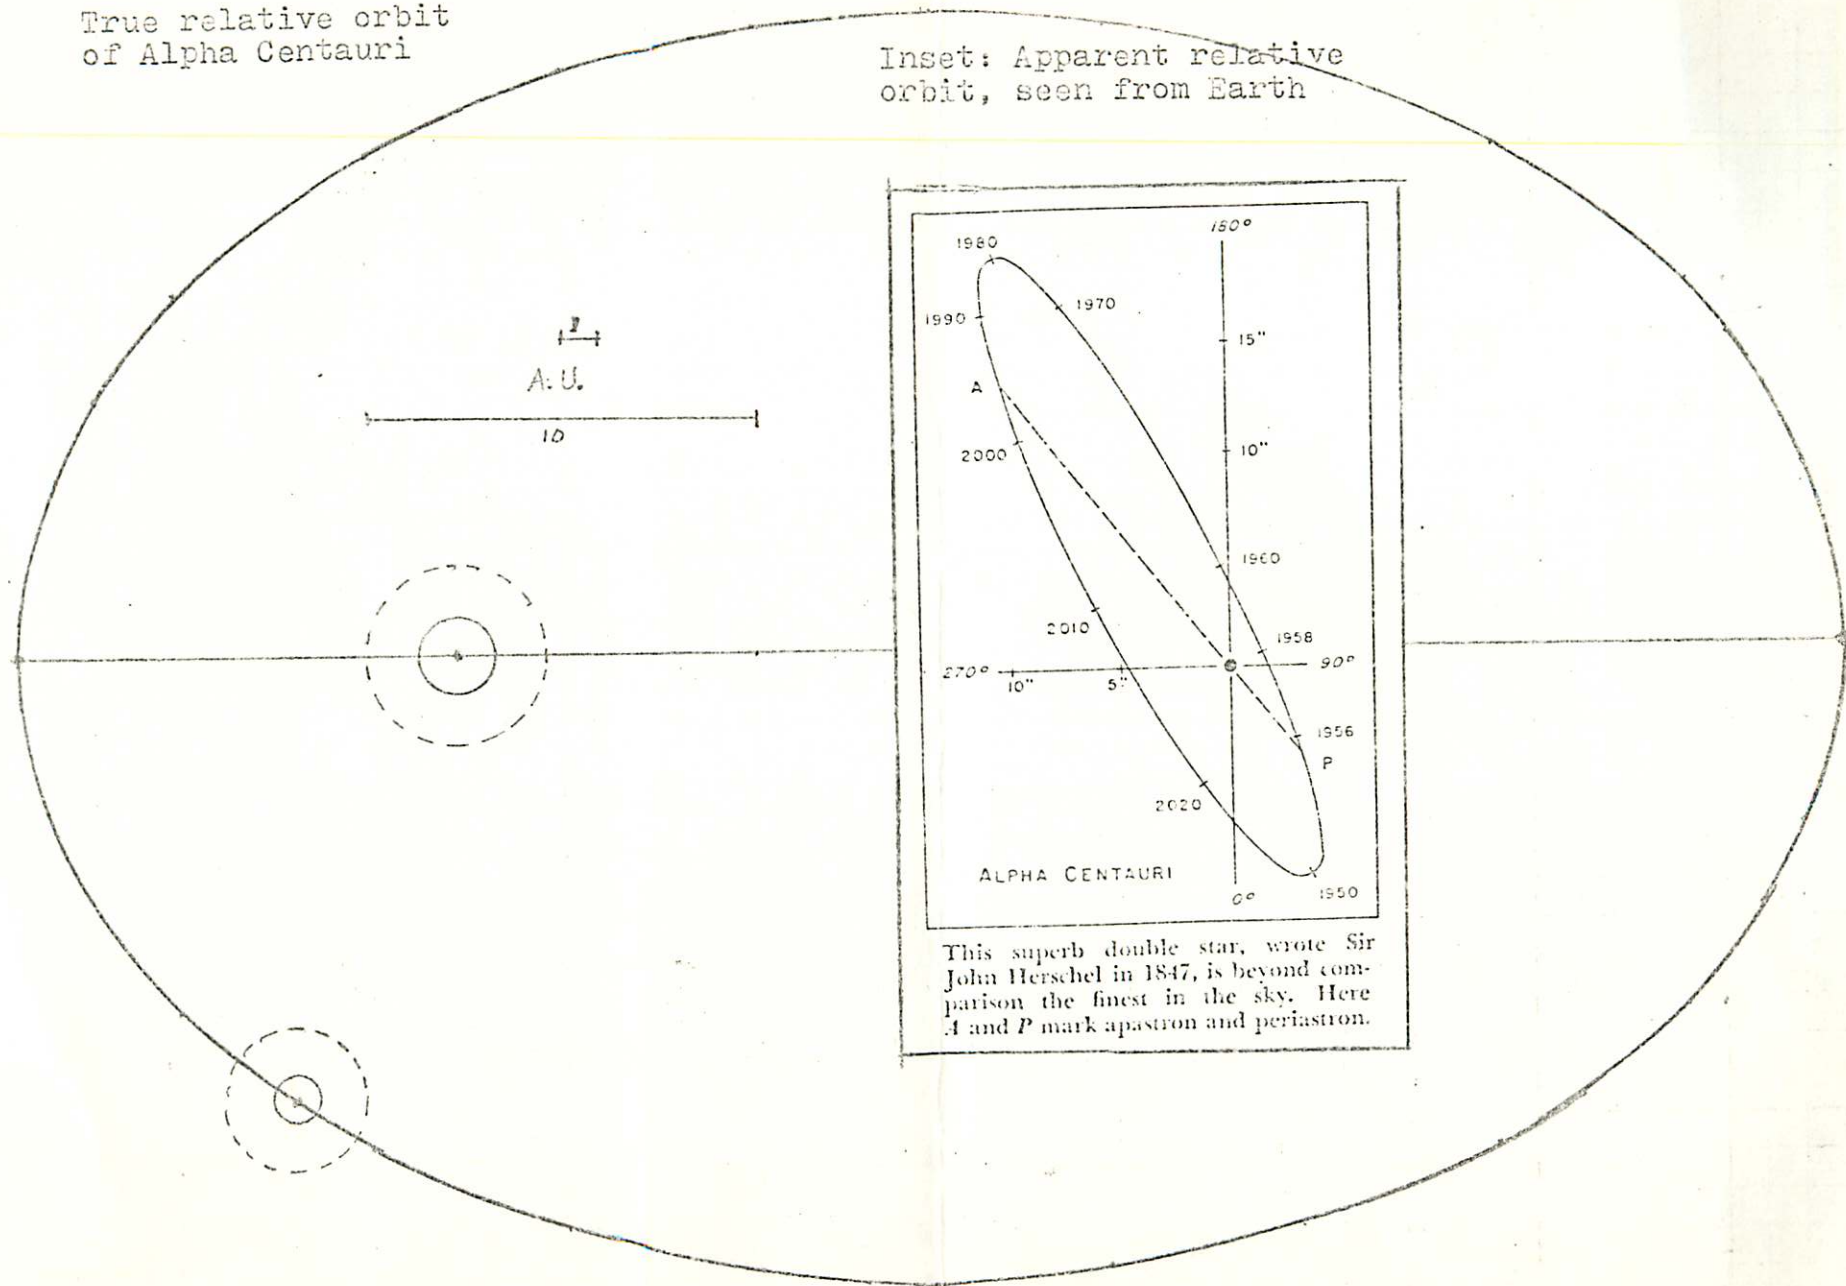 True relative orbit
of Alpha Centauri
Inset: Apparent relative
orbit, seen from Earth
1
A.U.
10
180°
1980
1970
1990
15"
A
10"
2000
1960
2010
1958
270°
10"
5"
90°
1956
P
2020
ALPHA CENTAURI
0°
1950
This superb double star, wrote Sir
John Herschel in 1847, is beyond com-
parison the finest in the sky. Here
A and P mark apastron and periastron.